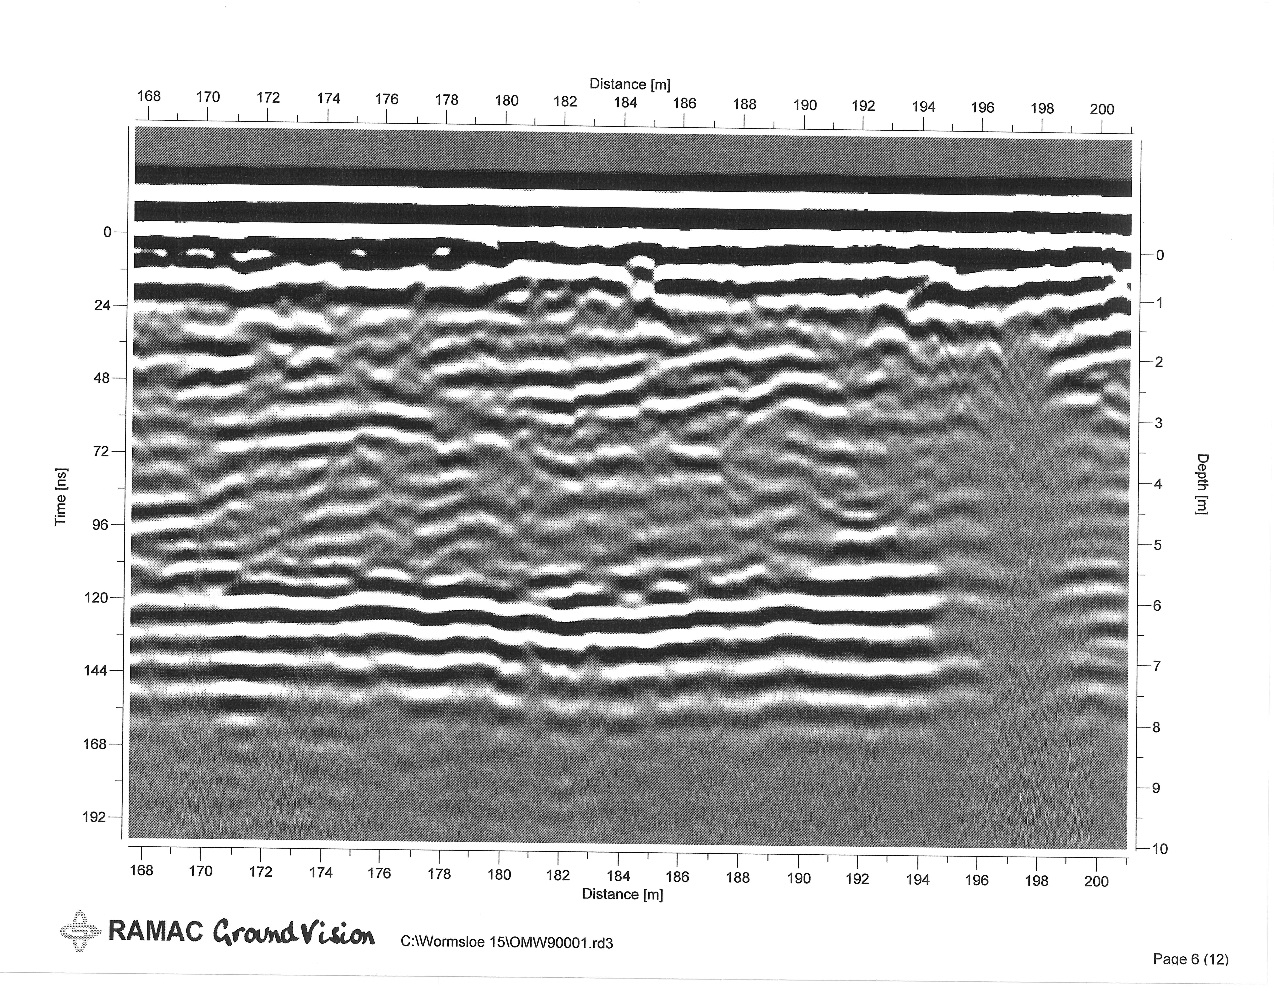 Distance [m]
168 170 172 174 176 178 180 182 184 186 188 190 192 194 196 198 200
0
24
48
72
96
120
144
168
192
Time [ns]
0
1
2
3
4
5
6
7
8
9
10
Depth [m]
168 170 172 174 176 178 180 182 184 186 188 190 192 194 196 198 200
Distance [m]
RAMAC GroundVision C:\Wormsloe 15\OMW90001.rd3
Page 6 (12)